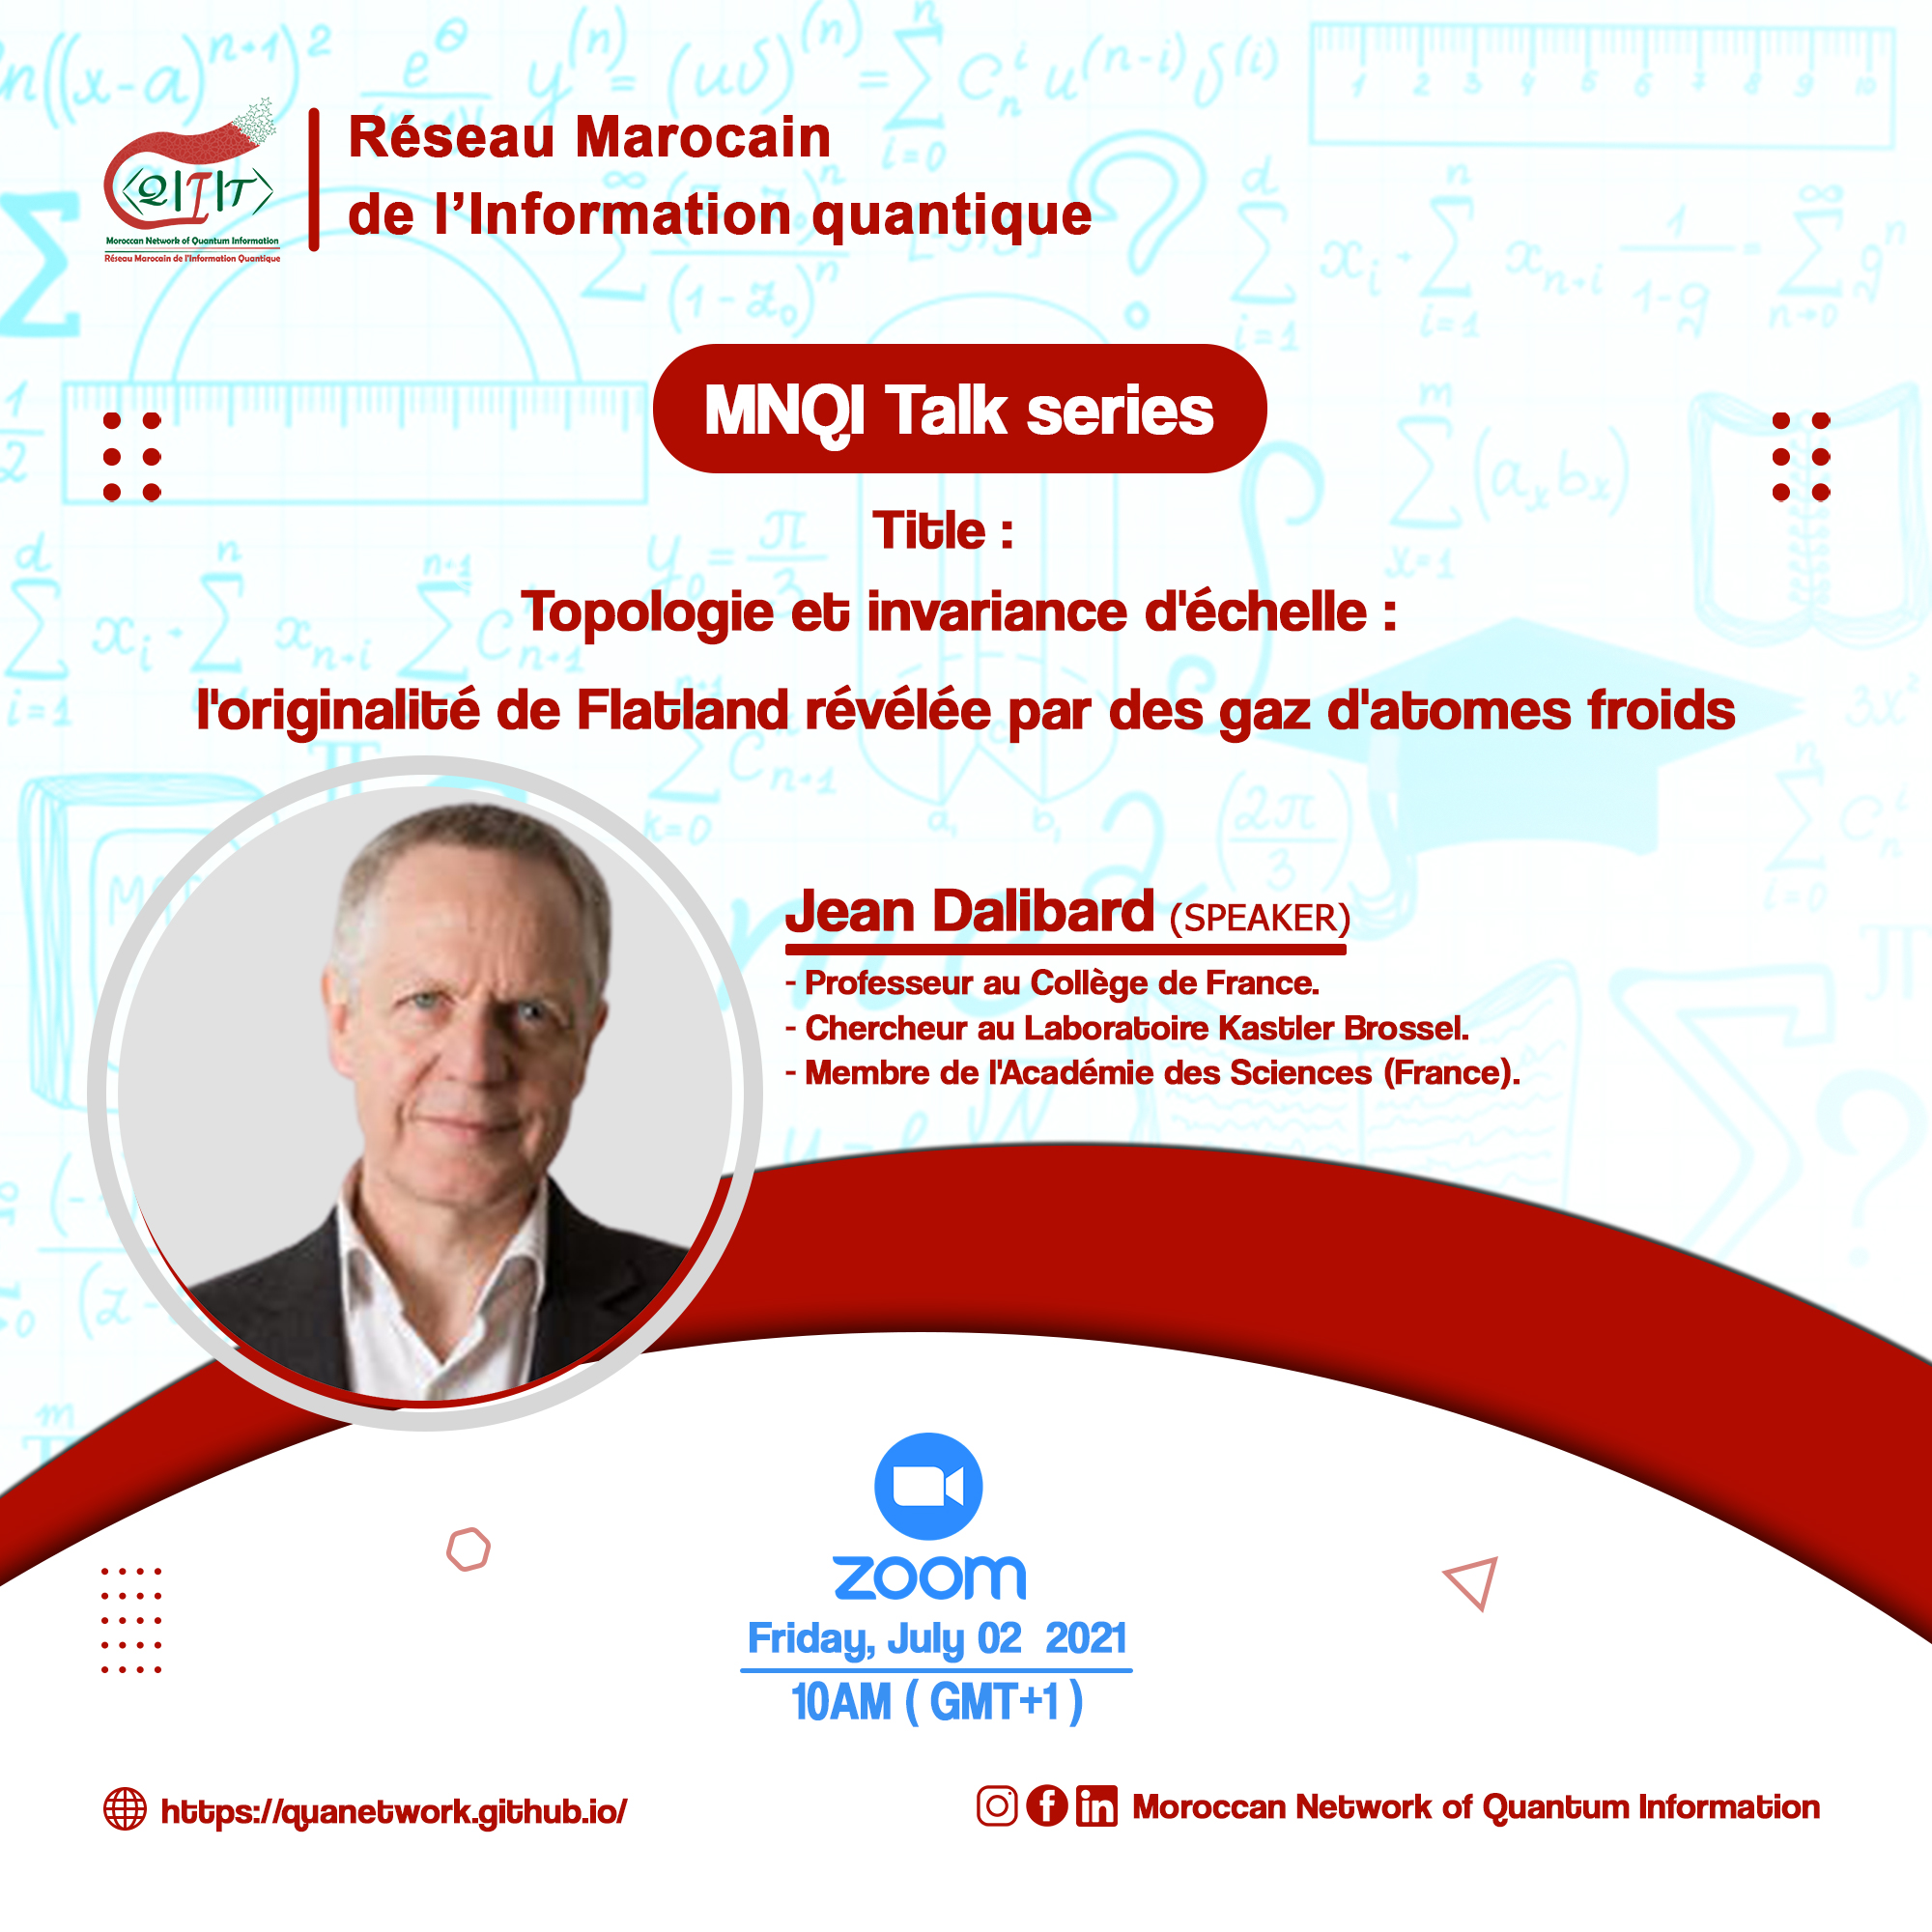 Réseau Marocain
de l’Information quantique
Q|I|T
Moroccan Network of Quantum Information
Réseau Marocain de l'Information Quantique
MNQI Talk series
Title :
Topologie et invariance d'échelle :
l'originalité de Flatland révélée par des gaz d'atomes froids
Jean Dalibard (SPEAKER)
- Professeur au Collège de France.
- Chercheur au Laboratoire Kastler Brossel.
- Membre de l'Académie des Sciences (France).
zoom
Friday, July 02 2021
10AM ( GMT+1 )
https://quanetwork.github.io/
Moroccan Network of Quantum Information